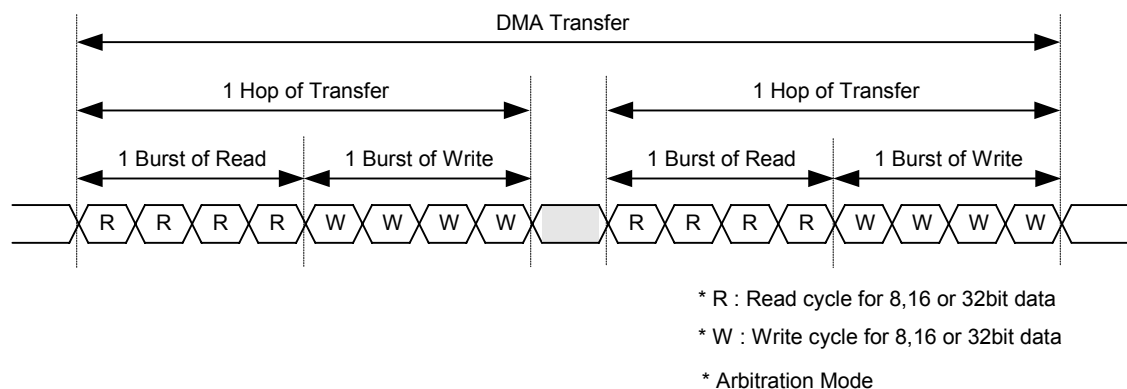 DMA Transfer
1 Hop of Transfer 1 Hop of Transfer
1 Burst of Read 1 Burst of Write 1 Burst of Read 1 Burst of Write
R R R R W W W W R R R R W W W W
* R : Read cycle for 8,16 or 32bit data
* W : Write cycle for 8,16 or 32bit data
* Arbitration Mode